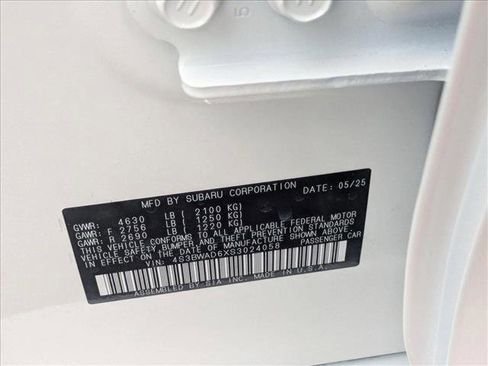 MFD BY SUBARU CORPORATION DATE: 05/25
GVWR: 4630 LB ( 2100 KG)
GAWR: F 2756 LB ( 1250 KG)
GAWR: R 2690 LB ( 1220 KG)
THIS VEHICLE CONFORMS TO ALL APPLICABLE FEDERAL MOTOR
VEHICLE SAFETY, BUMPER AND THEFT PREVENTION STANDARDS
IN EFFECT ON THE DATE OF MANUFACTURE SHOWN ABOVE.
VIN: 4S3BWAD6XS3024058 PASSENGER CAR
ASSEMBLED BY SIA INC. MADE IN U.S.A.